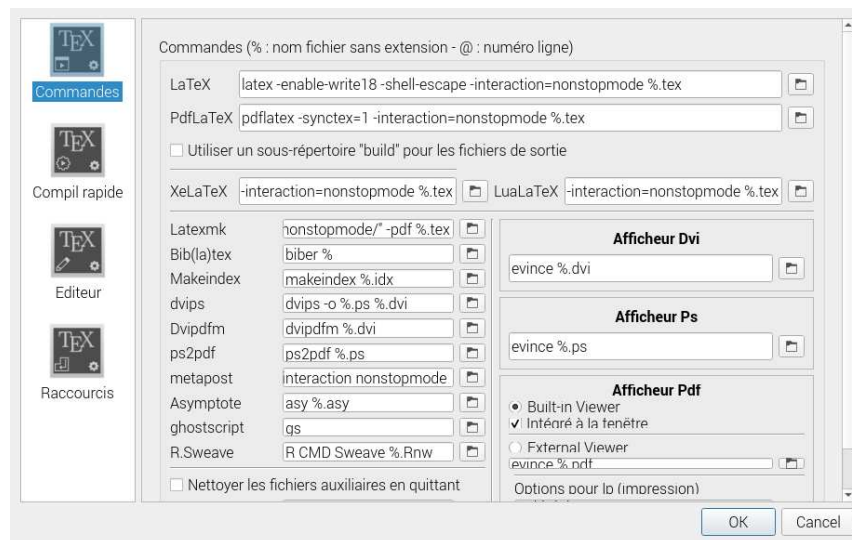 Commandes (% : nom fichier sans extension - @ : numéro ligne)
TEX
Commandes
TEX
Compil rapide
TEX
Editeur
TEX
Raccourcis
LaTeX latex -enable-write18 -shell-escape -interaction=nonstopmode %.tex
PdfLaTeX pdflatex -synctex=1 -interaction=nonstopmode %.tex
Utiliser un sous-répertoire "build" pour les fichiers de sortie
XeLaTeX -interaction=nonstopmode %.tex LuaLaTeX -interaction=nonstopmode %.tex
Latexmk nonstopmode/" -pdf %.tex
Bib(la)tex biber %
Makeindex makeindex %.idx
dvips dvips -o %.ps %.dvi
Dvipdfm dvipdfm %.dvi
ps2pdf ps2pdf %.ps
metapost interaction nonstopmode
Asymptote asy %.asy
ghostscript gs
R.Sweave R CMD Sweave %.Rnw
Nettoyer les fichiers auxiliaires en quittant
Afficheur Dvi
evince %.dvi
Afficheur Ps
evince %.ps
Afficheur Pdf
Built-in Viewer
Intégré à la fenêtre
External Viewer
evince %.pdf
Options pour lp (impression)
OK Cancel